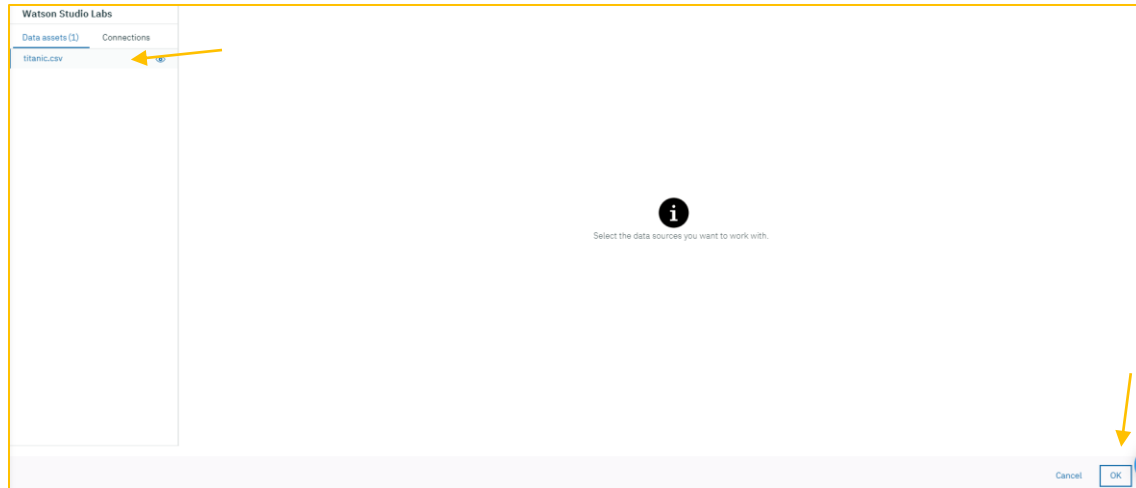 Watson Studio Labs
Data assets (1) Connections
titanic.csv
i
Select the data sources you want to work with.
Cancel OK